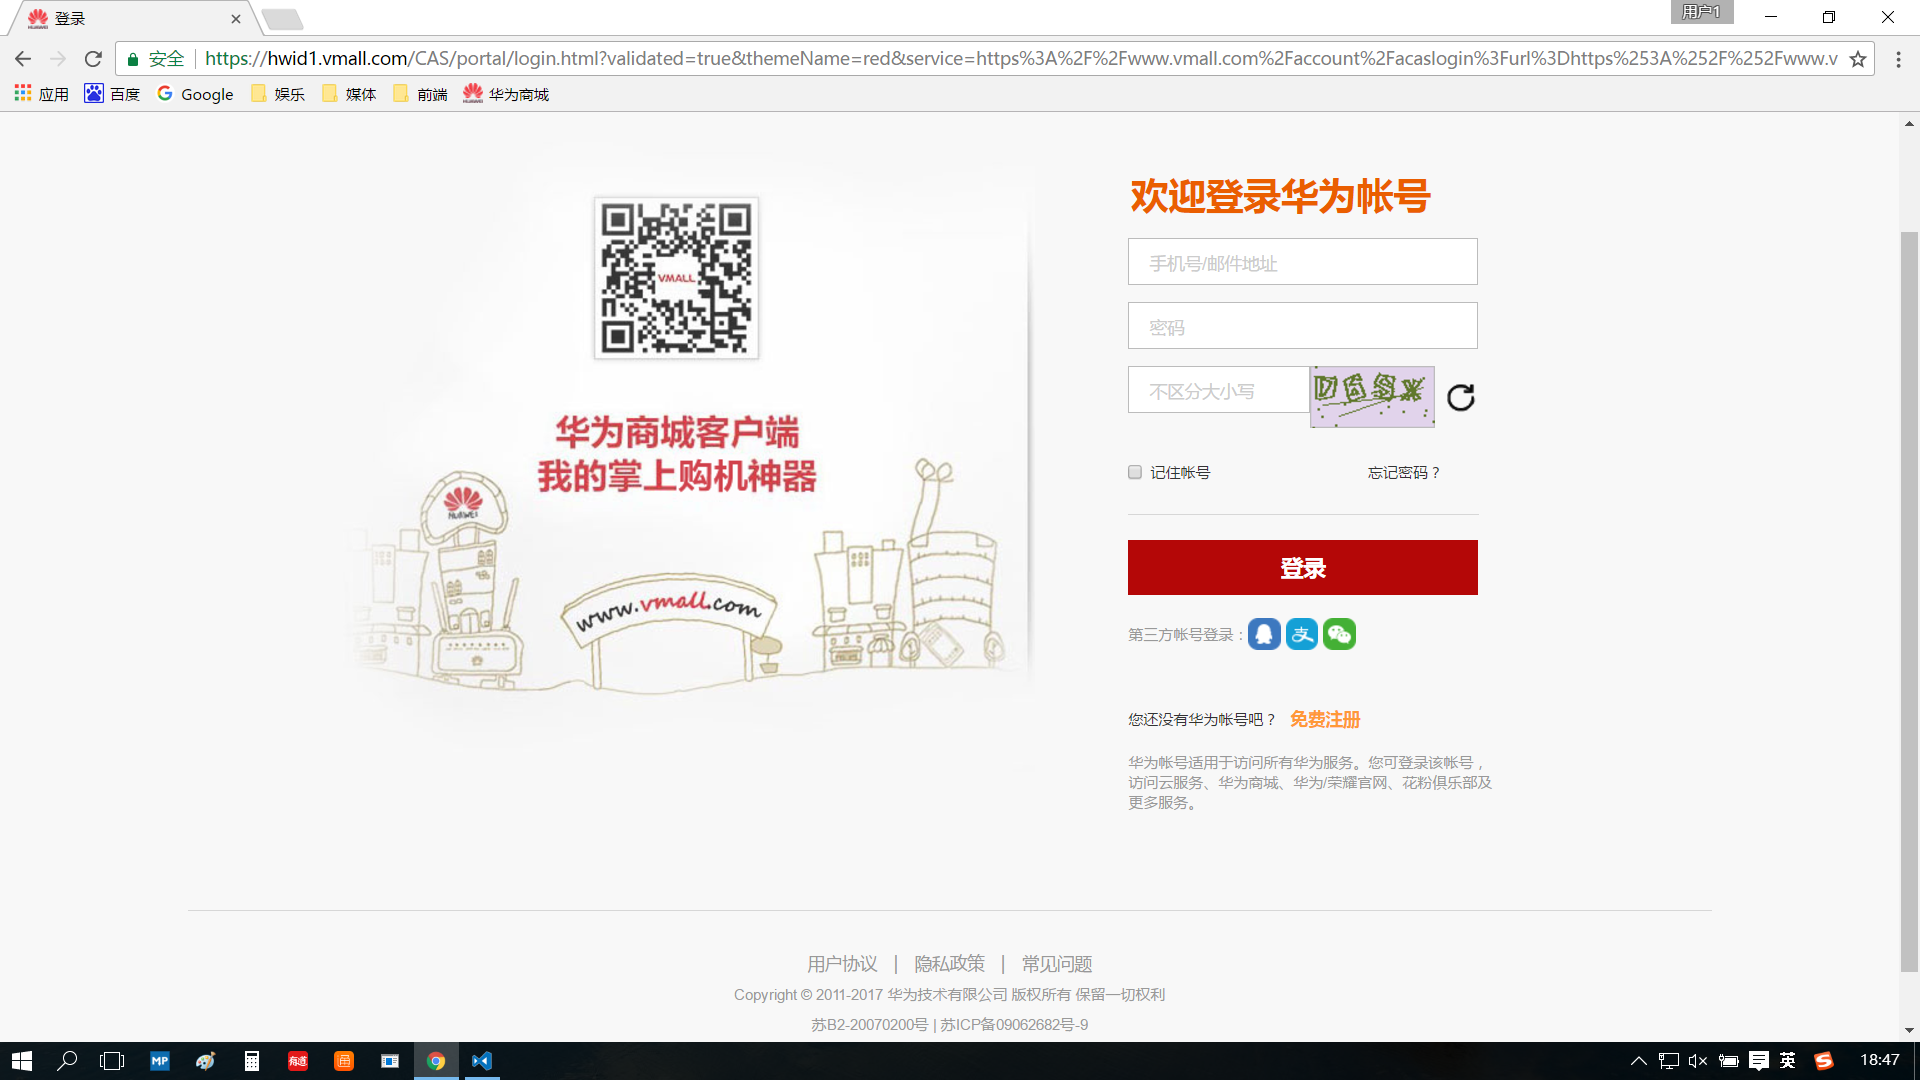 登录
用户1
安全 https://hwid1.vmall.com/CAS/portal/login.html?validated=true&themeName=red&service=https%3A%2F%2Fwww.vmall.com%2Faccount%2Facaslogin%3Furl%3Dhttps%253A%252F%252Fwww.v
应用 百度 Google 娱乐 媒体 前端 华为商城
VMALL
华为商城客户端
我的掌上购机神器
HUAWEI
www.vmall.com
欢迎登录华为帐号
手机号/邮件地址
密码
不区分大小写
记住帐号 忘记密码？
登录
第三方帐号登录：
您还没有华为帐号吧？ 免费注册
华为帐号适用于访问所有华为服务。您可登录该帐号，
访问云服务、华为商城、华为/荣耀官网、花粉俱乐部及
更多服务。
用户协议 | 隐私政策 | 常见问题
Copyright © 2011-2017 华为技术有限公司 版权所有 保留一切权利
苏B2-20070200号 | 苏ICP备09062682号-9
MP 有道 英 18:47